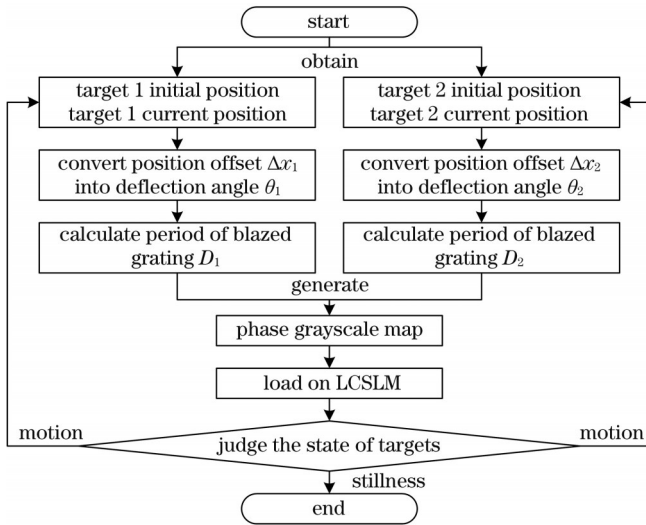 start
obtain
target 1 initial position
target 1 current position
target 2 initial position
target 2 current position
convert position offset Δx₁
into deflection angle θ₁
convert position offset Δx₂
into deflection angle θ₂
calculate period of blazed
grating D₁
calculate period of blazed
grating D₂
generate
phase grayscale map
load on LCSLM
motion
judge the state of targets
motion
stillness
end